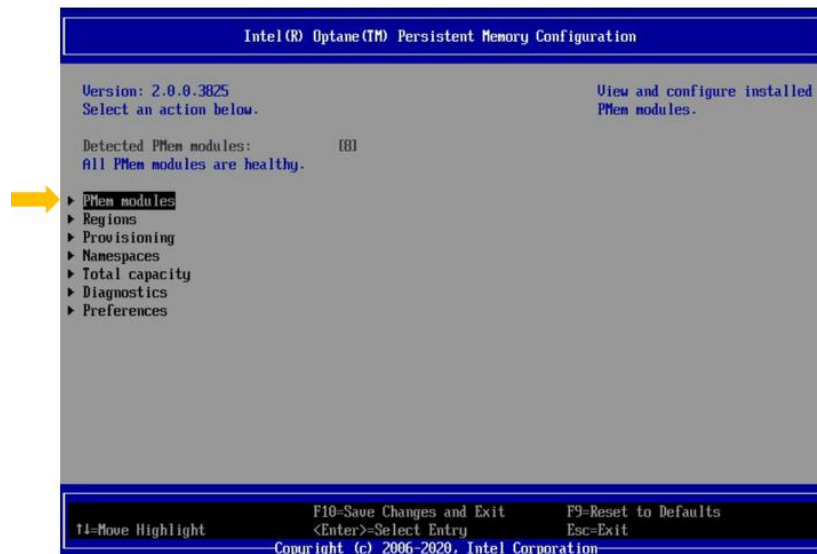 Intel(R) Optane(TM) Persistent Memory Configuration
Version: 2.0.0.3825
Select an action below.
View and configure installed
PMem modules.
Detected PMem modules: [8]
All PMem modules are healthy.
PMem modules
Regions
Provisioning
Namespaces
Total capacity
Diagnostics
Preferences
F10=Save Changes and Exit F9=Reset to Defaults
↑↓=Move Highlight <Enter>=Select Entry Esc=Exit
Copyright (c) 2006-2020, Intel Corporation